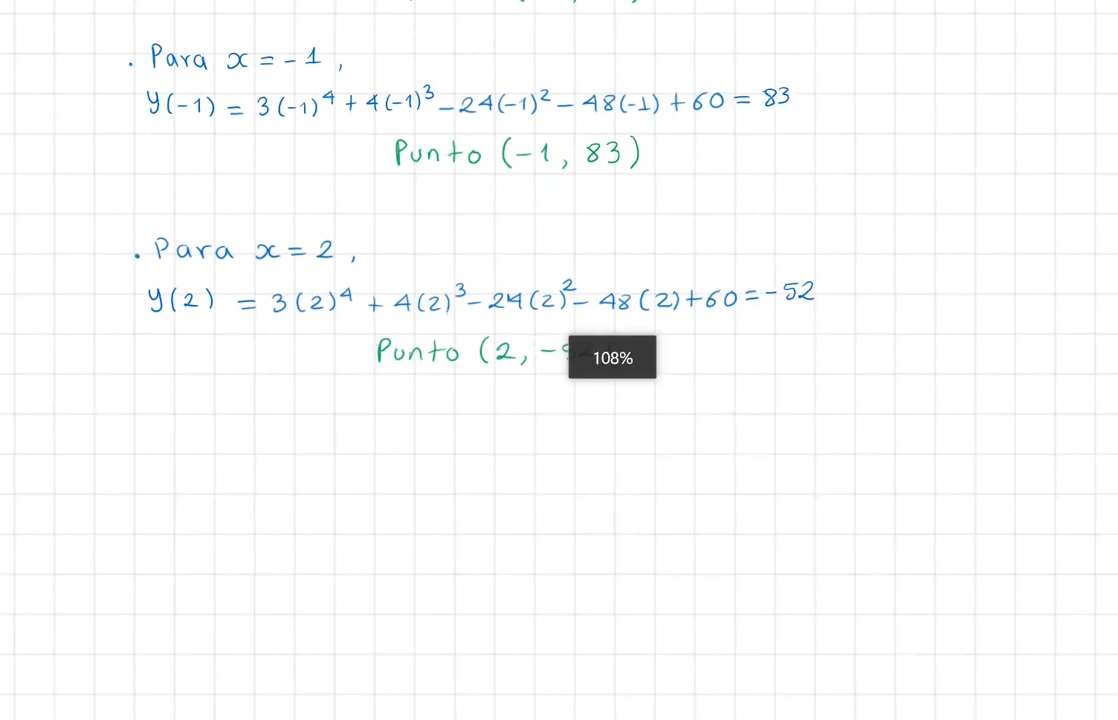 . Para x = -1 ,
y(-1) = 3(-1)⁴ + 4(-1)³ - 24(-1)² - 48(-1) + 60 = 83
Punto (-1, 83)
. Para x = 2 ,
y(2) = 3(2)⁴ + 4(2)³ - 24(2)² - 48(2) + 60 = -52
Punto (2, -
108%